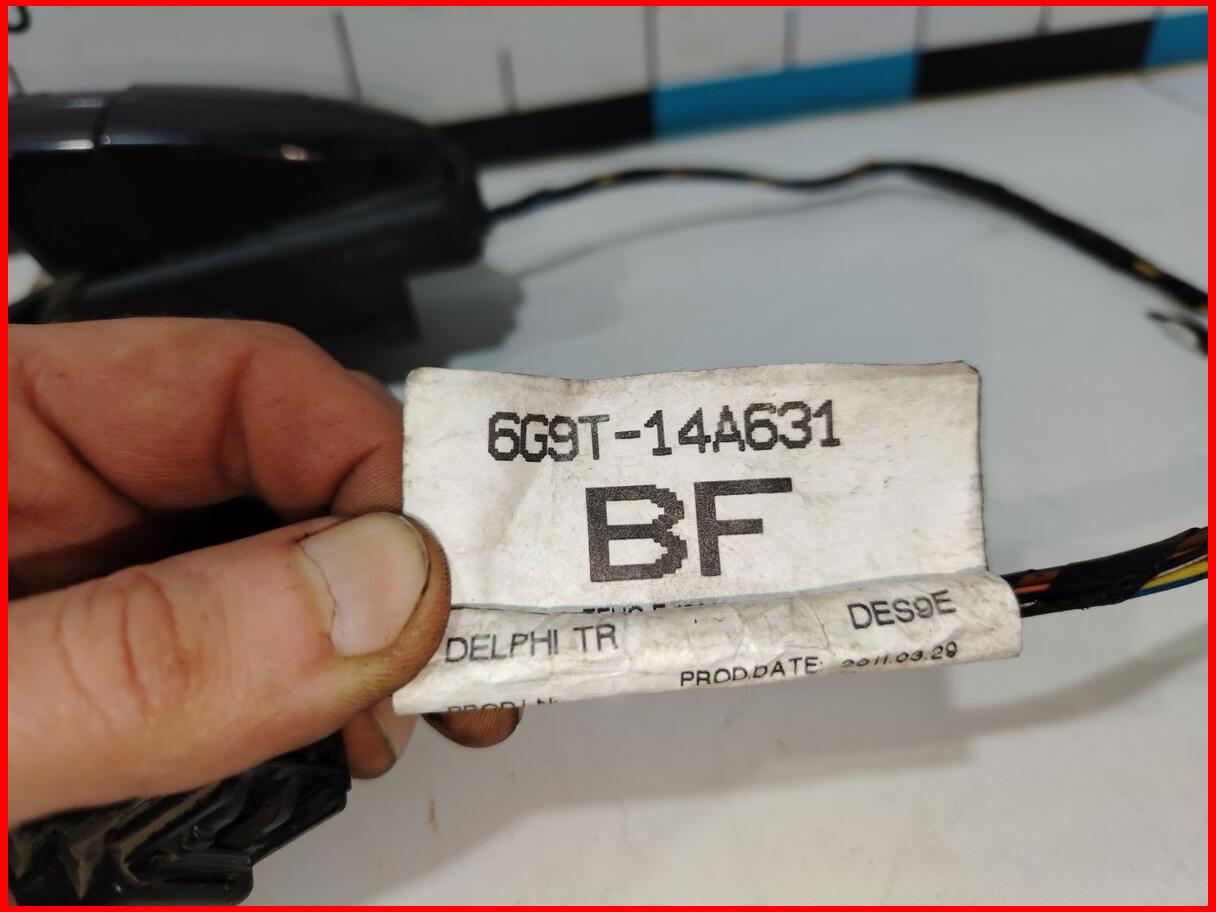 6G9T-14A631
BF
DELPHI TR
DES9E
PROD.DATE: 2011.03.29